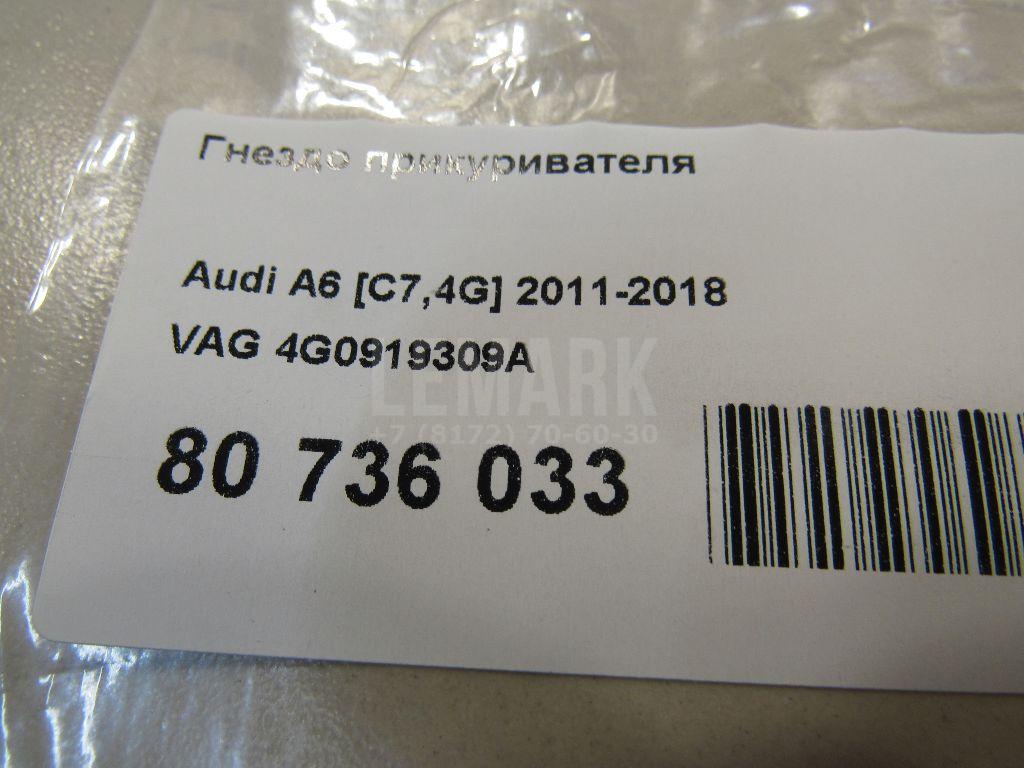 Гнездо прикуривателя
Audi A6 [C7,4G] 2011-2018
VAG 4G0919309A
LEMARK
+7 (8172) 70-60-30
80 736 033